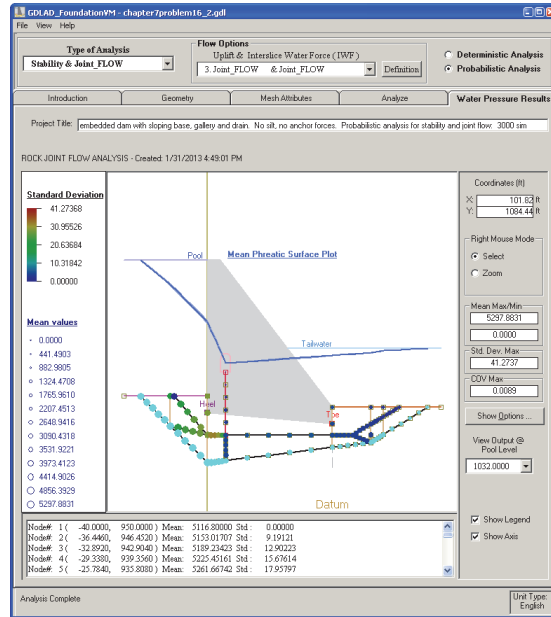 GDLAD_FoundationVM - chapter7problem16_2.gdl
File View Help
Type of Analysis
Stability & Joint_FLOW
Flow Options
Uplift & Interslice Water Force ( IWF )
3. Joint_FLOW & Joint_FLOW
Definition
Deterministic Analysis
Probabilistic Analysis
Introduction
Geometry
Mesh Attributes
Analyze
Water Pressure Results
Project Title: embedded dam with sloping base, gallery and drain. No silt, no anchor forces. Probabilistic analysis for stability and joint flow: 3000 sim
ROCK JOINT FLOW ANALYSIS - Created: 1/31/2013 4:49:01 PM
Standard Deviation
41.27368
30.95526
20.63684
10.31842
0.00000
Mean values
0.0000
441.4903
882.9805
1324.4708
1765.9610
2207.4513
2648.9416
3090.4318
3531.9221
3973.4123
4414.9026
4856.3929
5297.8831
Pool
Mean Phreatic Surface Plot
Tailwater
Heel
Toe
Datum
Coordinates (ft)
X: 101.82 ft
Y: 1084.44 ft
Right Mouse Mode
Select
Zoom
Mean Max/Min
5297.8831
0.0000
Std. Dev. Max
41.2737
COV Max
0.0089
Show Options ...
View Output @
Pool Level
1032.0000
Show Legend
Show Axis
Node#: 1 ( -40.0000, 950.0000 ) Mean: 5116.80000 Std : 0.00000
Node#: 2 ( -36.4460, 946.4520 ) Mean: 5153.01707 Std : 9.19121
Node#: 3 ( -32.8920, 942.9040 ) Mean: 5189.23423 Std : 12.90223
Node#: 4 ( -29.3380, 939.3560 ) Mean: 5225.45161 Std : 15.67614
Node#: 5 ( -25.7840, 935.8080 ) Mean: 5261.66742 Std : 17.95797
Analysis Complete
Unit Type:
English